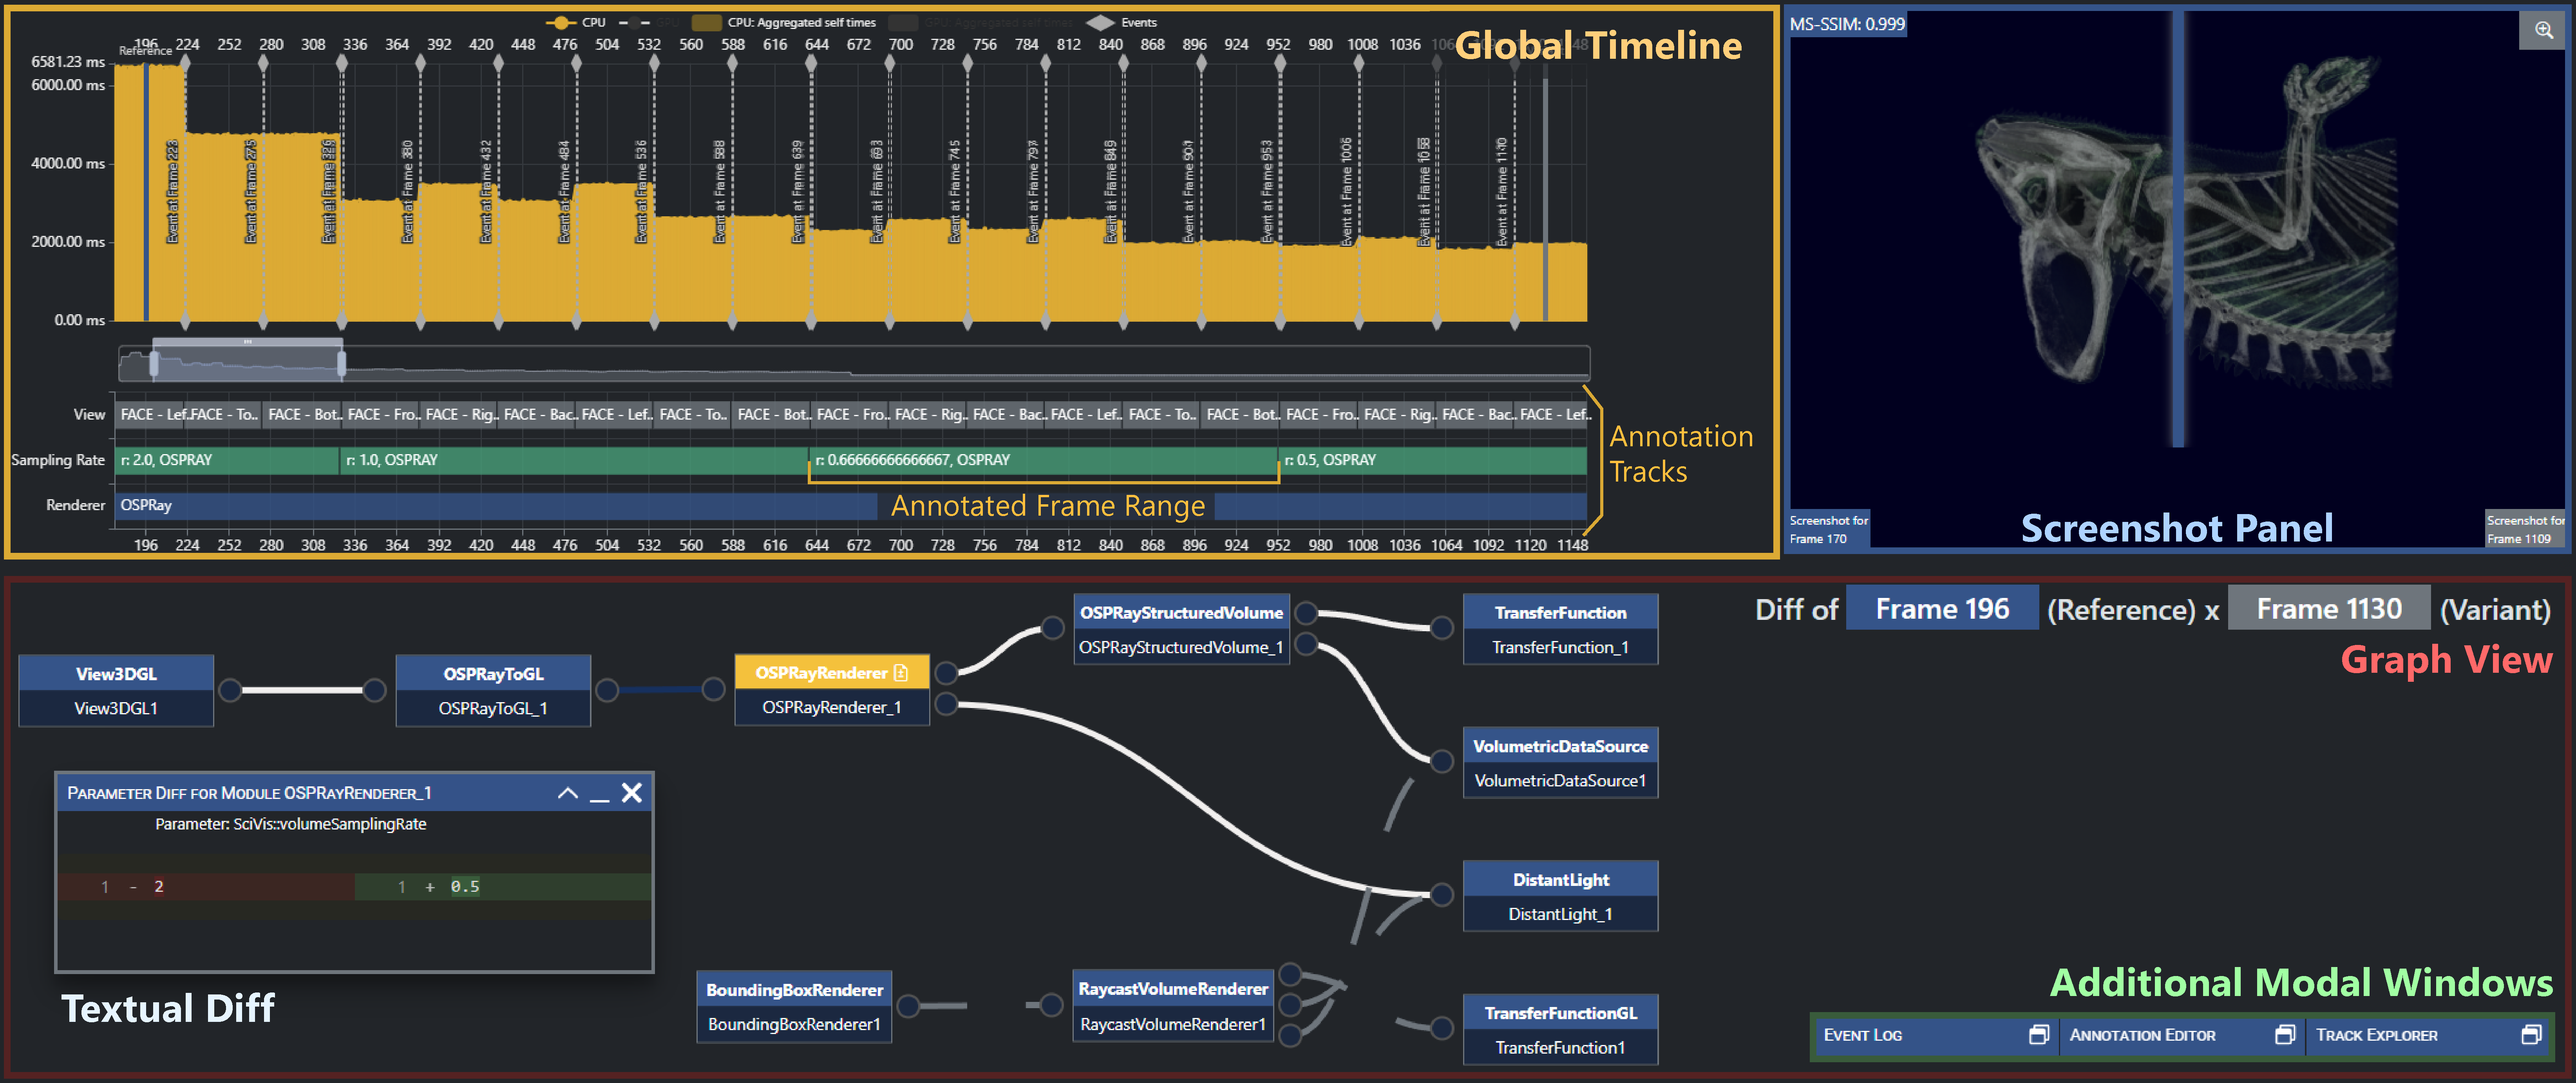 CPU GPU CPU: Aggregated self times GPU: Aggregated self times Events
196 224 252 280 308 336 364 392 420 448 476 504 532 560 588 616 644 672 700 728 756 784 812 840 868 896 924 952 980 1008 1036 1148
Reference
Global Timeline
6581.23 ms
6000.00 ms
4000.00 ms
2000.00 ms
0.00 ms
Event at Frame 223
Event at Frame 275
Event at Frame 326
Event at Frame 380
Event at Frame 432
Event at Frame 484
Event at Frame 536
Event at Frame 588
Event at Frame 639
Event at Frame 693
Event at Frame 745
Event at Frame 797
Event at Frame 849
Event at Frame 901
Event at Frame 953
Event at Frame 1006
Event at Frame 1058
Event at Frame 1110
View FACE - Lef.. FACE - To.. FACE - Bot.. FACE - Fro.. FACE - Rig.. FACE - Bac.. FACE - Lef.. FACE - To.. FACE - Bot.. FACE - Fro.. FACE - Rig.. FACE - Bac.. FACE - Lef.. FACE - To.. FACE - Bot.. FACE - Fro.. FACE - Rig.. FACE - Bac.. FACE - Lef..
Sampling Rate r: 2.0, OSPRAY r: 1.0, OSPRAY r: 0.66666666666667, OSPRAY r: 0.5, OSPRAY
Renderer OSPRay
Annotated Frame Range
196 224 252 280 308 336 364 392 420 448 476 504 532 560 588 616 644 672 700 728 756 784 812 840 868 896 924 952 980 1008 1036 1064 1092 1120 1148
Annotation
Tracks
MS-SSIM: 0.999
Screenshot for
Frame 170
Screenshot Panel
Screenshot for
Frame 1109
Diff of Frame 196 (Reference) x Frame 1130 (Variant)
Graph View
View3DGL
View3DGL1
OSPRayToGL
OSPRayToGL_1
OSPRayRenderer
OSPRayRenderer_1
OSPRayStructuredVolume
OSPRayStructuredVolume_1
TransferFunction
TransferFunction_1
VolumetricDataSource
VolumetricDataSource1
DistantLight
DistantLight_1
BoundingBoxRenderer
BoundingBoxRenderer1
RaycastVolumeRenderer
RaycastVolumeRenderer1
TransferFunctionGL
TransferFunction1
PARAMETER DIFF FOR MODULE OSPRAYRENDERER_1
Parameter: SciVis::volumeSamplingRate
1 - 2 1 + 0.5
Textual Diff
Additional Modal Windows
EVENT LOG ANNOTATION EDITOR TRACK EXPLORER